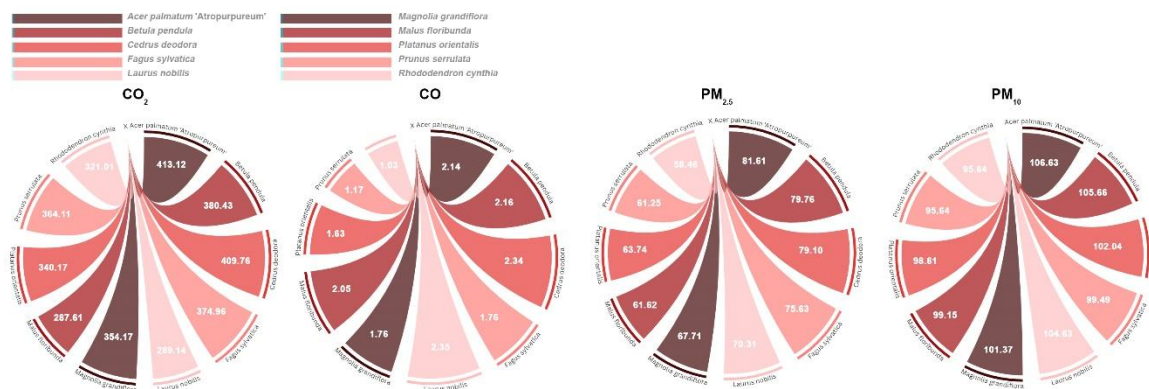 Acer palmatum 'Atropurpureum'
Betula pendula
Cedrus deodora
Fagus sylvatica
Laurus nobilis
Magnolia grandiflora
Malus floribunda
Platanus orientalis
Prunus serrulata
Rhododendron cynthia
CO2
X Acer palmatum 'Atropurpureum'
413.12
Betula pendula
380.43
Cedrus deodora
409.76
Fagus sylvatica
374.96
Laurus nobilis
289.14
Magnolia grandiflora
354.17
Malus floribunda
287.61
Platanus orientalis
340.17
Prunus serrulata
364.11
Rhododendron cynthia
321.01
CO
X Acer palmatum 'Atropurpureum'
2.14
Betula pendula
2.16
Cedrus deodora
2.34
Fagus sylvatica
1.76
Laurus nobilis
2.35
Magnolia grandiflora
1.76
Malus floribunda
2.05
Platanus orientalis
1.63
Prunus serrulata
1.17
1.03
PM2.5
X Acer palmatum 'Atropurpureum'
81.61
Betula pendula
79.76
Cedrus deodora
79.10
Fagus sylvatica
75.63
Laurus nobilis
70.31
Magnolia grandiflora
67.71
Malus floribunda
61.62
Platanus orientalis
63.74
Prunus serrulata
61.25
Rhododendron cynthia
58.46
PM10
X Acer palmatum 'Atropurpureum'
106.63
Betula pendula
105.66
102.04
Fagus sylvatica
99.49
Laurus nobilis
104.63
Magnolia grandiflora
101.37
Malus floribunda
99.15
Platanus orientalis
98.61
Prunus serrulata
95.64
Rhododendron cynthia
95.64